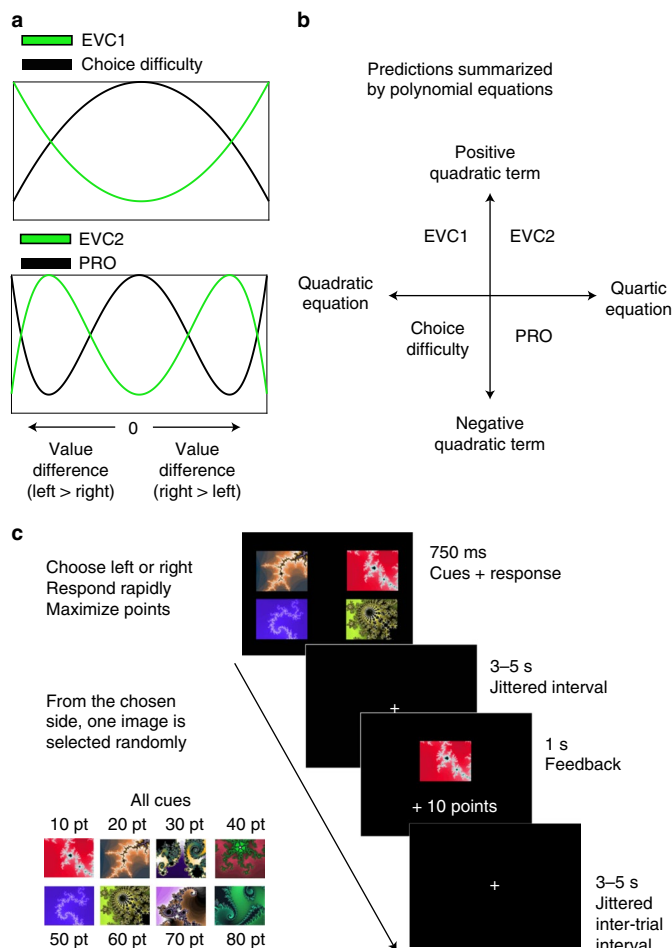 a
EVC1
Choice difficulty
EVC2
PRO
0
Value
difference
(left > right)
Value
difference
(right > left)
b
Predictions summarized
by polynomial equations
Positive
quadratic term
EVC1
EVC2
Quadratic
equation
Quartic
equation
Choice
difficulty
PRO
Negative
quadratic term
c
Choose left or right
Respond rapidly
Maximize points
750 ms
Cues + response
3–5 s
Jittered interval
+
From the chosen
side, one image is
selected randomly
1 s
Feedback
+ 10 points
+
3–5 s
Jittered
inter-trial
interval
All cues
10 pt 20 pt 30 pt 40 pt
50 pt 60 pt 70 pt 80 pt